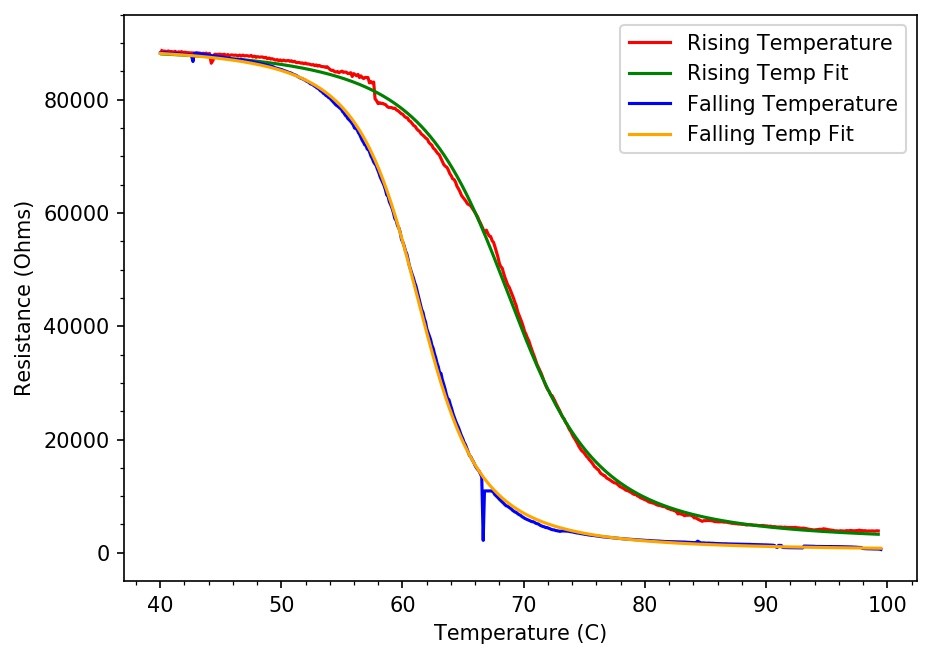 Rising Temperature
Rising Temp Fit
Falling Temperature
Falling Temp Fit
80000
60000
40000
20000
0
Resistance (Ohms)
40 50 60 70 80 90 100
Temperature (C)